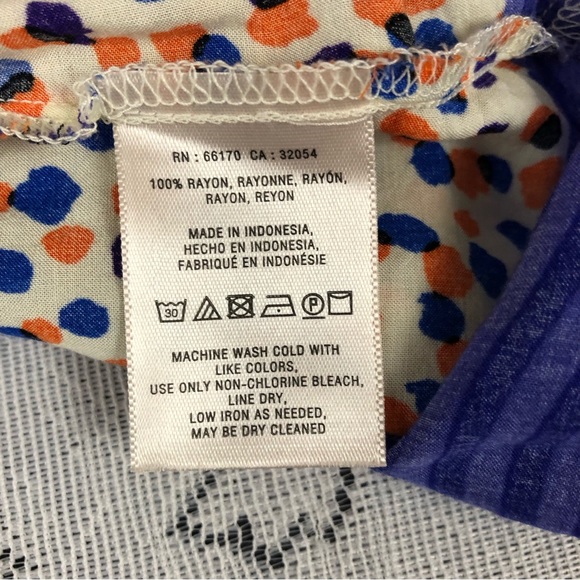 RN : 66170 CA : 32054
100% RAYON, RAYONNE, RAYÓN,
RAYON, REYON
MADE IN INDONESIA,
HECHO EN INDONESIA,
FABRIQUÉ EN INDONÉSIE
30 P
MACHINE WASH COLD WITH
LIKE COLORS,
USE ONLY NON-CHLORINE BLEACH,
LINE DRY,
LOW IRON AS NEEDED,
MAY BE DRY CLEANED